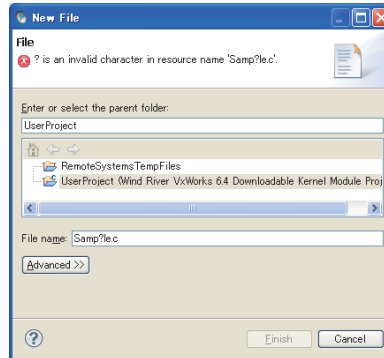 New File
File
? is an invalid character in resource name 'Samp?le.c'.
Enter or select the parent folder:
UserProject
RemoteSystemsTempFiles
UserProject (Wind River VxWorks 6.4 Downloadable Kernel Module Proj
File name: Samp?le.c
Advanced >>
Finish
Cancel